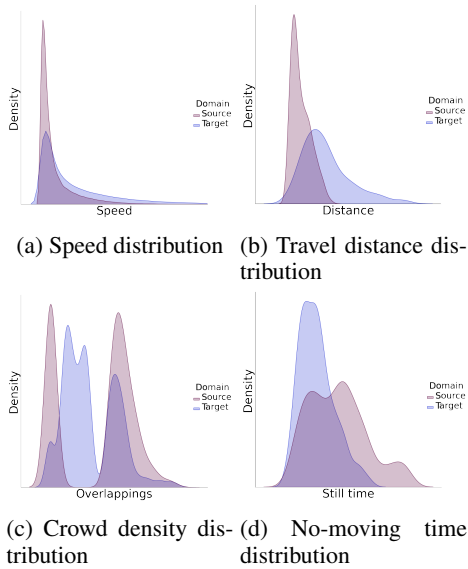 Density
Domain
Source
Target
Speed
(a) Speed distribution
Density
Domain
Source
Target
Distance
(b) Travel distance dis-
tribution
Density
Domain
Source
Target
Overlappings
(c) Crowd density dis-
tribution
Density
Domain
Source
Target
Still time
(d) No-moving time
distribution